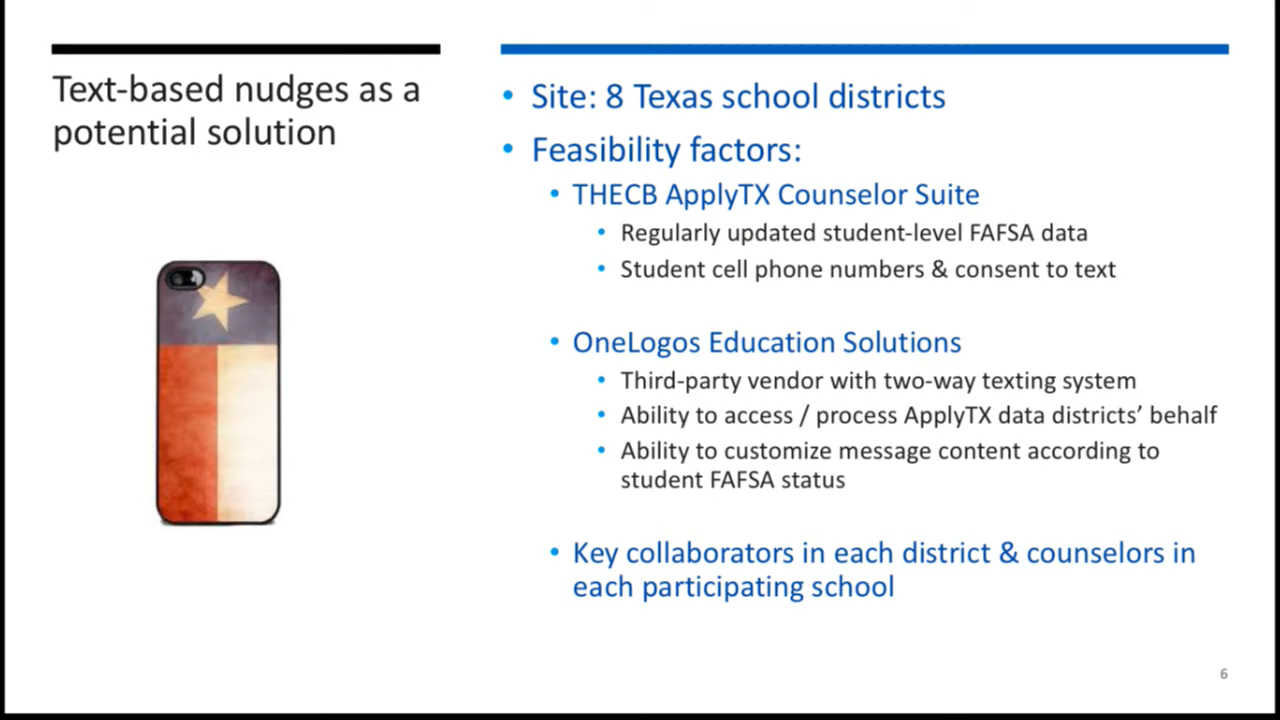 Text-based nudges as a
potential solution
• Site: 8 Texas school districts
• Feasibility factors:
• THECB ApplyTX Counselor Suite
• Regularly updated student-level FAFSA data
• Student cell phone numbers & consent to text
• OneLogos Education Solutions
• Third-party vendor with two-way texting system
• Ability to access / process ApplyTX data districts’ behalf
• Ability to customize message content according to
student FAFSA status
• Key collaborators in each district & counselors in
each participating school
6